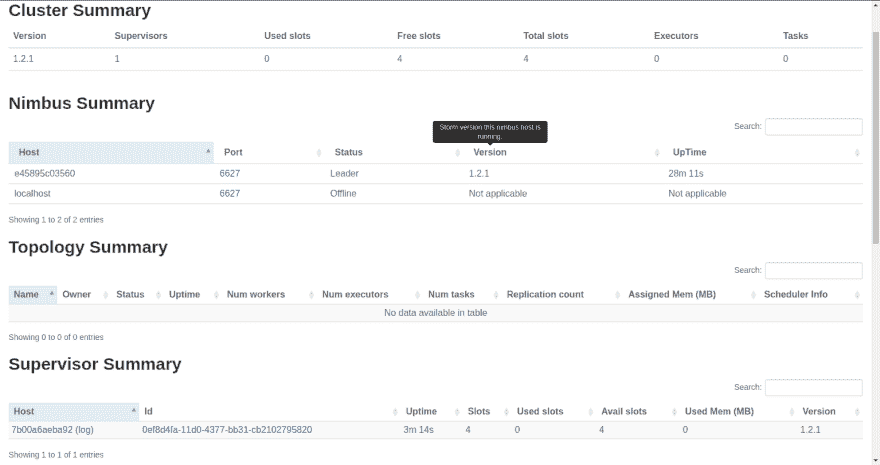 Cluster Summary
Version Supervisors Used slots Free slots Total slots Executors Tasks
1.2.1 1 0 4 4 0 0
Nimbus Summary
Search:
Storm version this nimbus host is
running.
Host Port Status Version UpTime
e45895c03560 6627 Leader 1.2.1 28m 11s
localhost 6627 Offline Not applicable Not applicable
Showing 1 to 2 of 2 entries
Topology Summary
Search:
Name Owner Status Uptime Num workers Num executors Num tasks Replication count Assigned Mem (MB) Scheduler Info
No data available in table
Showing 0 to 0 of 0 entries
Supervisor Summary
Search:
Host Id Uptime Slots Used slots Avail slots Used Mem (MB) Version
7b00a6aeba92 (log) 0ef8d4fa-11d0-4377-bb31-cb2102795820 3m 14s 4 0 4 0 1.2.1
Showing 1 to 1 of 1 entries